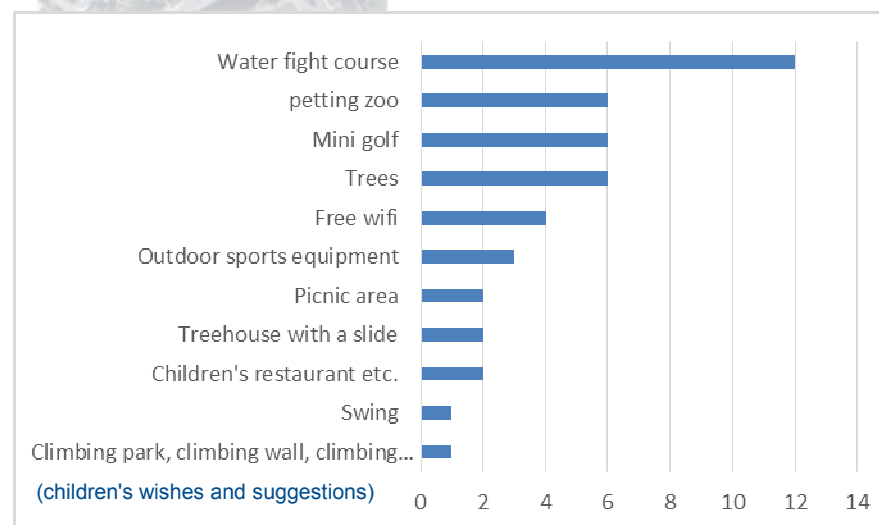 Water fight course
petting zoo
Mini golf
Trees
Free wifi
Outdoor sports equipment
Picnic area
Treehouse with a slide
Children's restaurant etc.
Swing
Climbing park, climbing wall, climbing...
(children's wishes and suggestions)
0 2 4 6 8 10 12 14